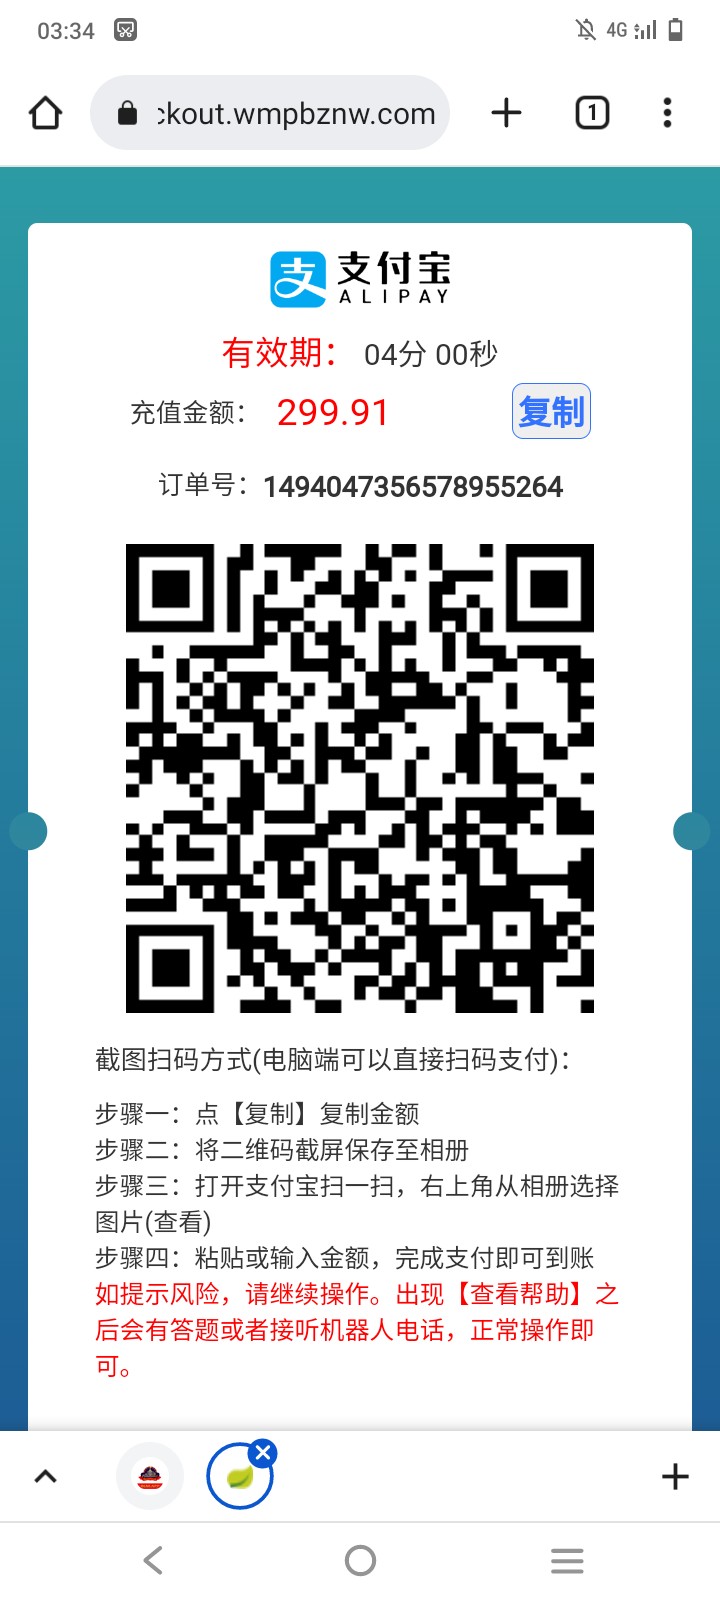 03:34
4G
ckout.wmpbznw.com
1
支 支付宝
ALIPAY
有效期： 04分 00秒
充值金额： 299.91 复制
订单号：1494047356578955264
截图扫码方式(电脑端可以直接扫码支付)：
步骤一：点【复制】复制金额
步骤二：将二维码截屏保存至相册
步骤三：打开支付宝扫一扫，右上角从相册选择
图片(查看)
步骤四：粘贴或输入金额，完成支付即可到账
如提示风险，请继续操作。出现【查看帮助】之
后会有答题或者接听机器人电话，正常操作即
可。